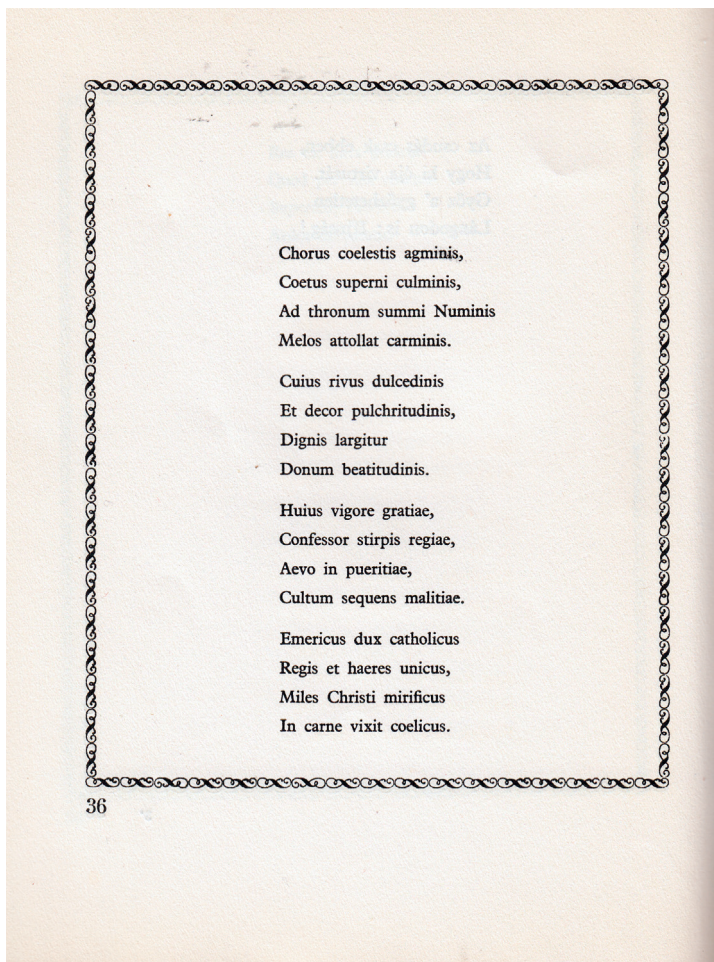 Chorus coelestis agminis,
Coetus superni culminis,
Ad thronum summi Numinis
Melos attollat carminis.
Cuius rivus dulcedinis
Et decor pulchritudinis,
Dignis largitur
Donum beatitudinis.
Huius vigore gratiae,
Confessor stirpis regiae,
Aevo in pueritiae,
Cultum sequens malitiae.
Emericus dux catholicus
Regis et haeres unicus,
Miles Christi mirificus
In carne vixit coelicus.
36